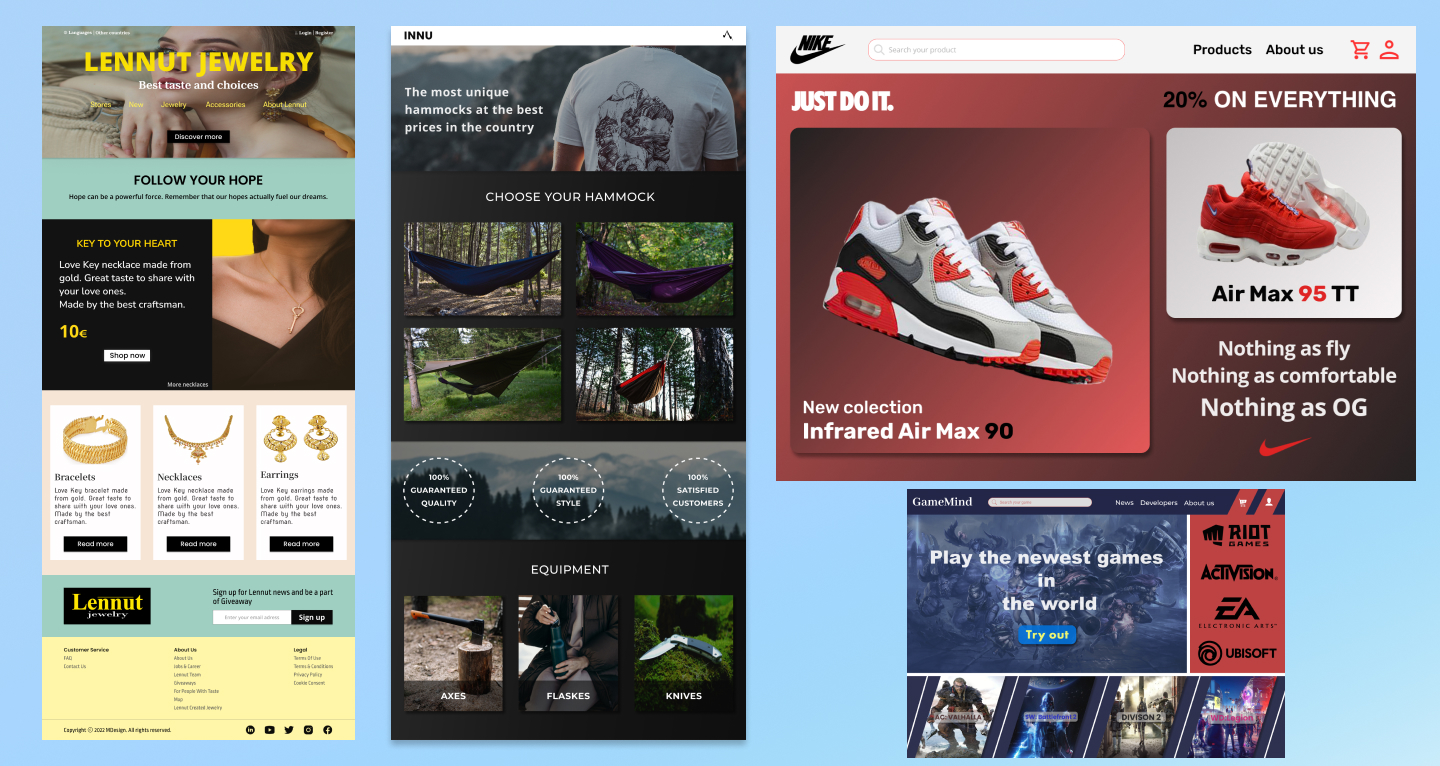 Languages | Other countries
Login | Register
LENNUT JEWELRY
Best taste and choices
Stores New Jewelry Accessories About Lennut
Discover more
FOLLOW YOUR HOPE
Hope can be a powerful force. Remember that our hopes actually fuel our dreams.
KEY TO YOUR HEART
Love Key necklace made from
gold. Great taste to share with
your love ones.
Made by the best craftsman.
10€
Shop now
More necklaces
Bracelets
Love Key bracelet made
from gold. Great taste to
share with your love ones.
Made by the best
craftsman.
Read more
Necklaces
Love Key necklace made
from gold. Great taste to
share with your love ones.
Made by the best
craftsman.
Read more
Earrings
Love Key earrings made
from gold. Great taste to
share with your love ones.
Made by the best
craftsman.
Read more
Lennut
jewelry
Sign up for Lennut news and be a part
of Giveaway
Enter your email adress
Sign up
Customer Service
FAQ
Contact Us
About Us
About Us
Jobs & Career
Lennut Team
Giveaways
For People With Taste
Map
Lennut Created Jewelry
Legal
Terms Of Use
Terms & Conditions
Privacy Policy
Cookie Consent
Copyright © 2022 MDesign. All rights reserved.
INNU
The most unique
hammocks at the best
prices in the country
CHOOSE YOUR HAMMOCK
100%
GUARANTEED
QUALITY
100%
GUARANTEED
STYLE
100%
SATISFIED
CUSTOMERS
EQUIPMENT
AXES
FLASKES
KNIVES
NIKE
Search your product
Products About us
JUST DO IT.
20% ON EVERYTHING
New colection
Infrared Air Max 90
Air Max 95 TT
Nothing as fly
Nothing as comfortable
Nothing as OG
GameMind
Search your game
News Developers About us
Play the newest games
in
the world
Try out
RIOT
GAMES
ACTIVISION
EA
ELECTRONIC ARTS™
UBISOFT
AC: VALHALLA
SW: Battlefront 2
DIVISON 2
WD: Legion